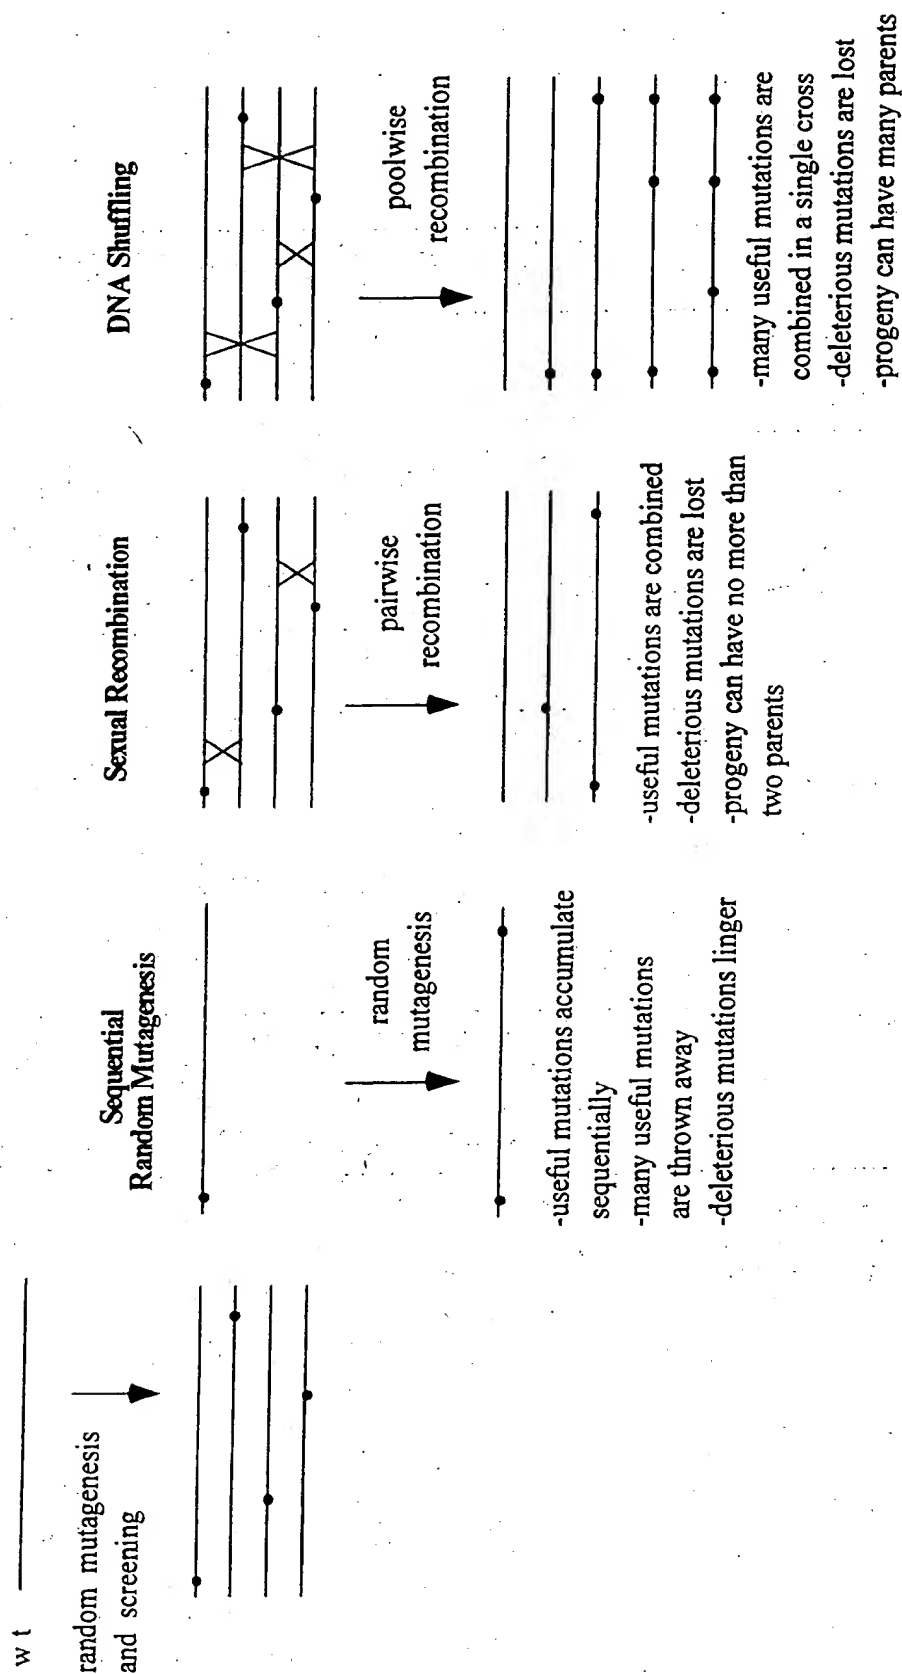 w t
random mutagenesis
and screening
Sequential
Random Mutagenesis
random
mutagenesis
-useful mutations accumulate
sequentially
-many useful mutations
are thrown away
-deleterious mutations linger
Sexual Recombination
pairwise
recombination
-useful mutations are combined
-deleterious mutations are lost
-progeny can have no more than
two parents
DNA Shuffling
poolwise
recombination
-many useful mutations are
combined in a single cross
-deleterious mutations are lost
-progeny can have many parents